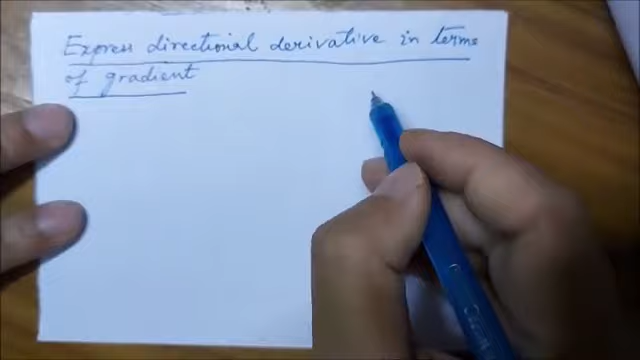 Express directional derivative in terms
of gradient